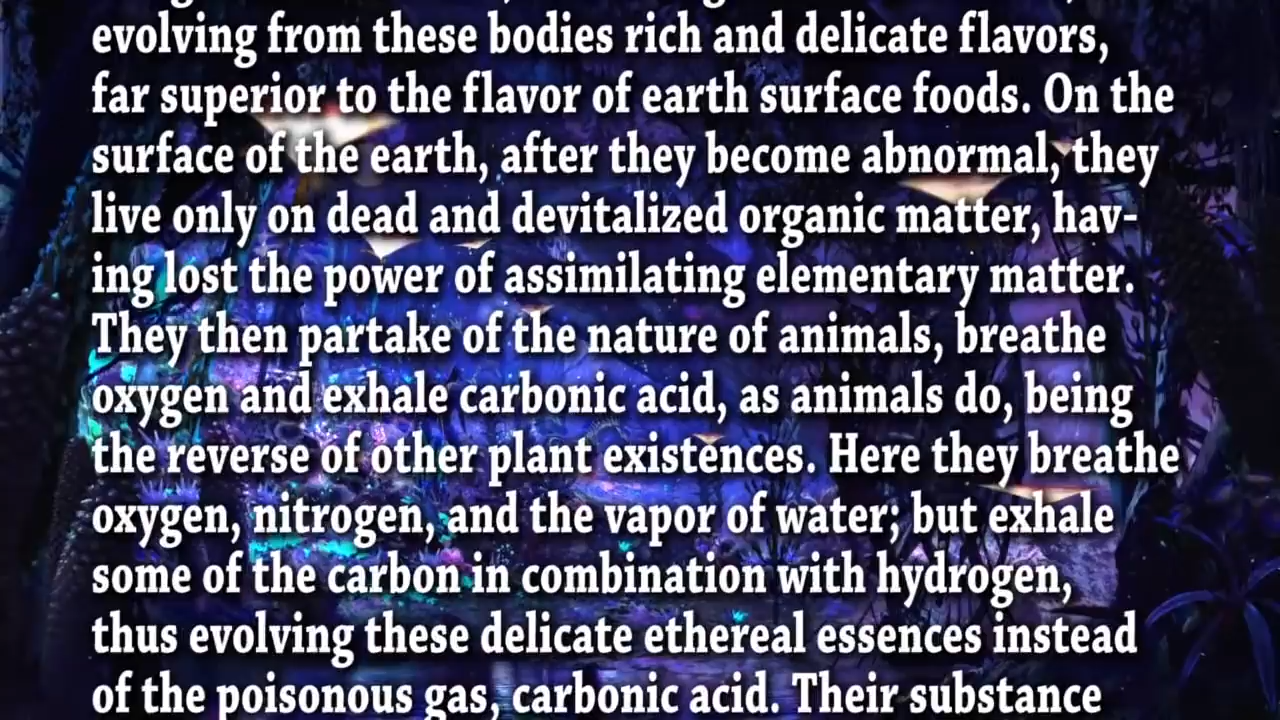 evolving from these bodies rich and delicate flavors,
far superior to the flavor of earth surface foods. On the
surface of the earth, after they become abnormal, they
live only on dead and devitalized organic matter, hav-
ing lost the power of assimilating elementary matter.
They then partake of the nature of animals, breathe
oxygen and exhale carbonic acid, as animals do, being
the reverse of other plant existences. Here they breathe
oxygen, nitrogen, and the vapor of water; but exhale
some of the carbon in combination with hydrogen,
thus evolving these delicate ethereal essences instead
of the poisonous gas, carbonic acid. Their substance